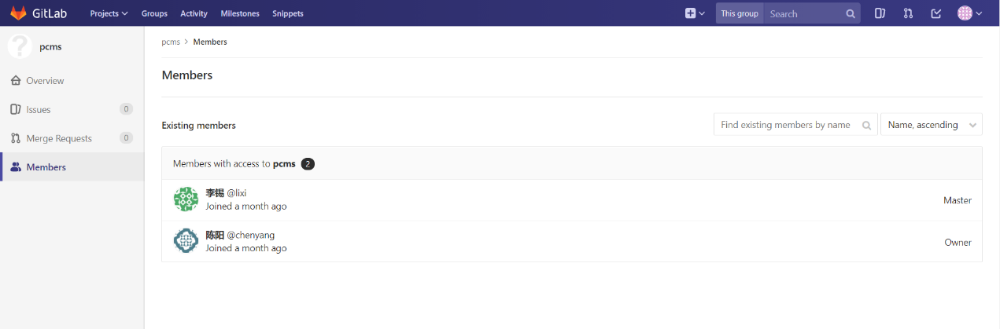 GitLab Projects Groups Activity Milestones Snippets This group Search
pcms
pcms > Members
Overview
Members
Issues 0
Existing members
Find existing members by name
Name, ascending
Merge Requests 0
Members
Members with access to pcms 2
李锡 @lixi
Joined a month ago
Master
陈阳 @chenyang
Joined a month ago
Owner